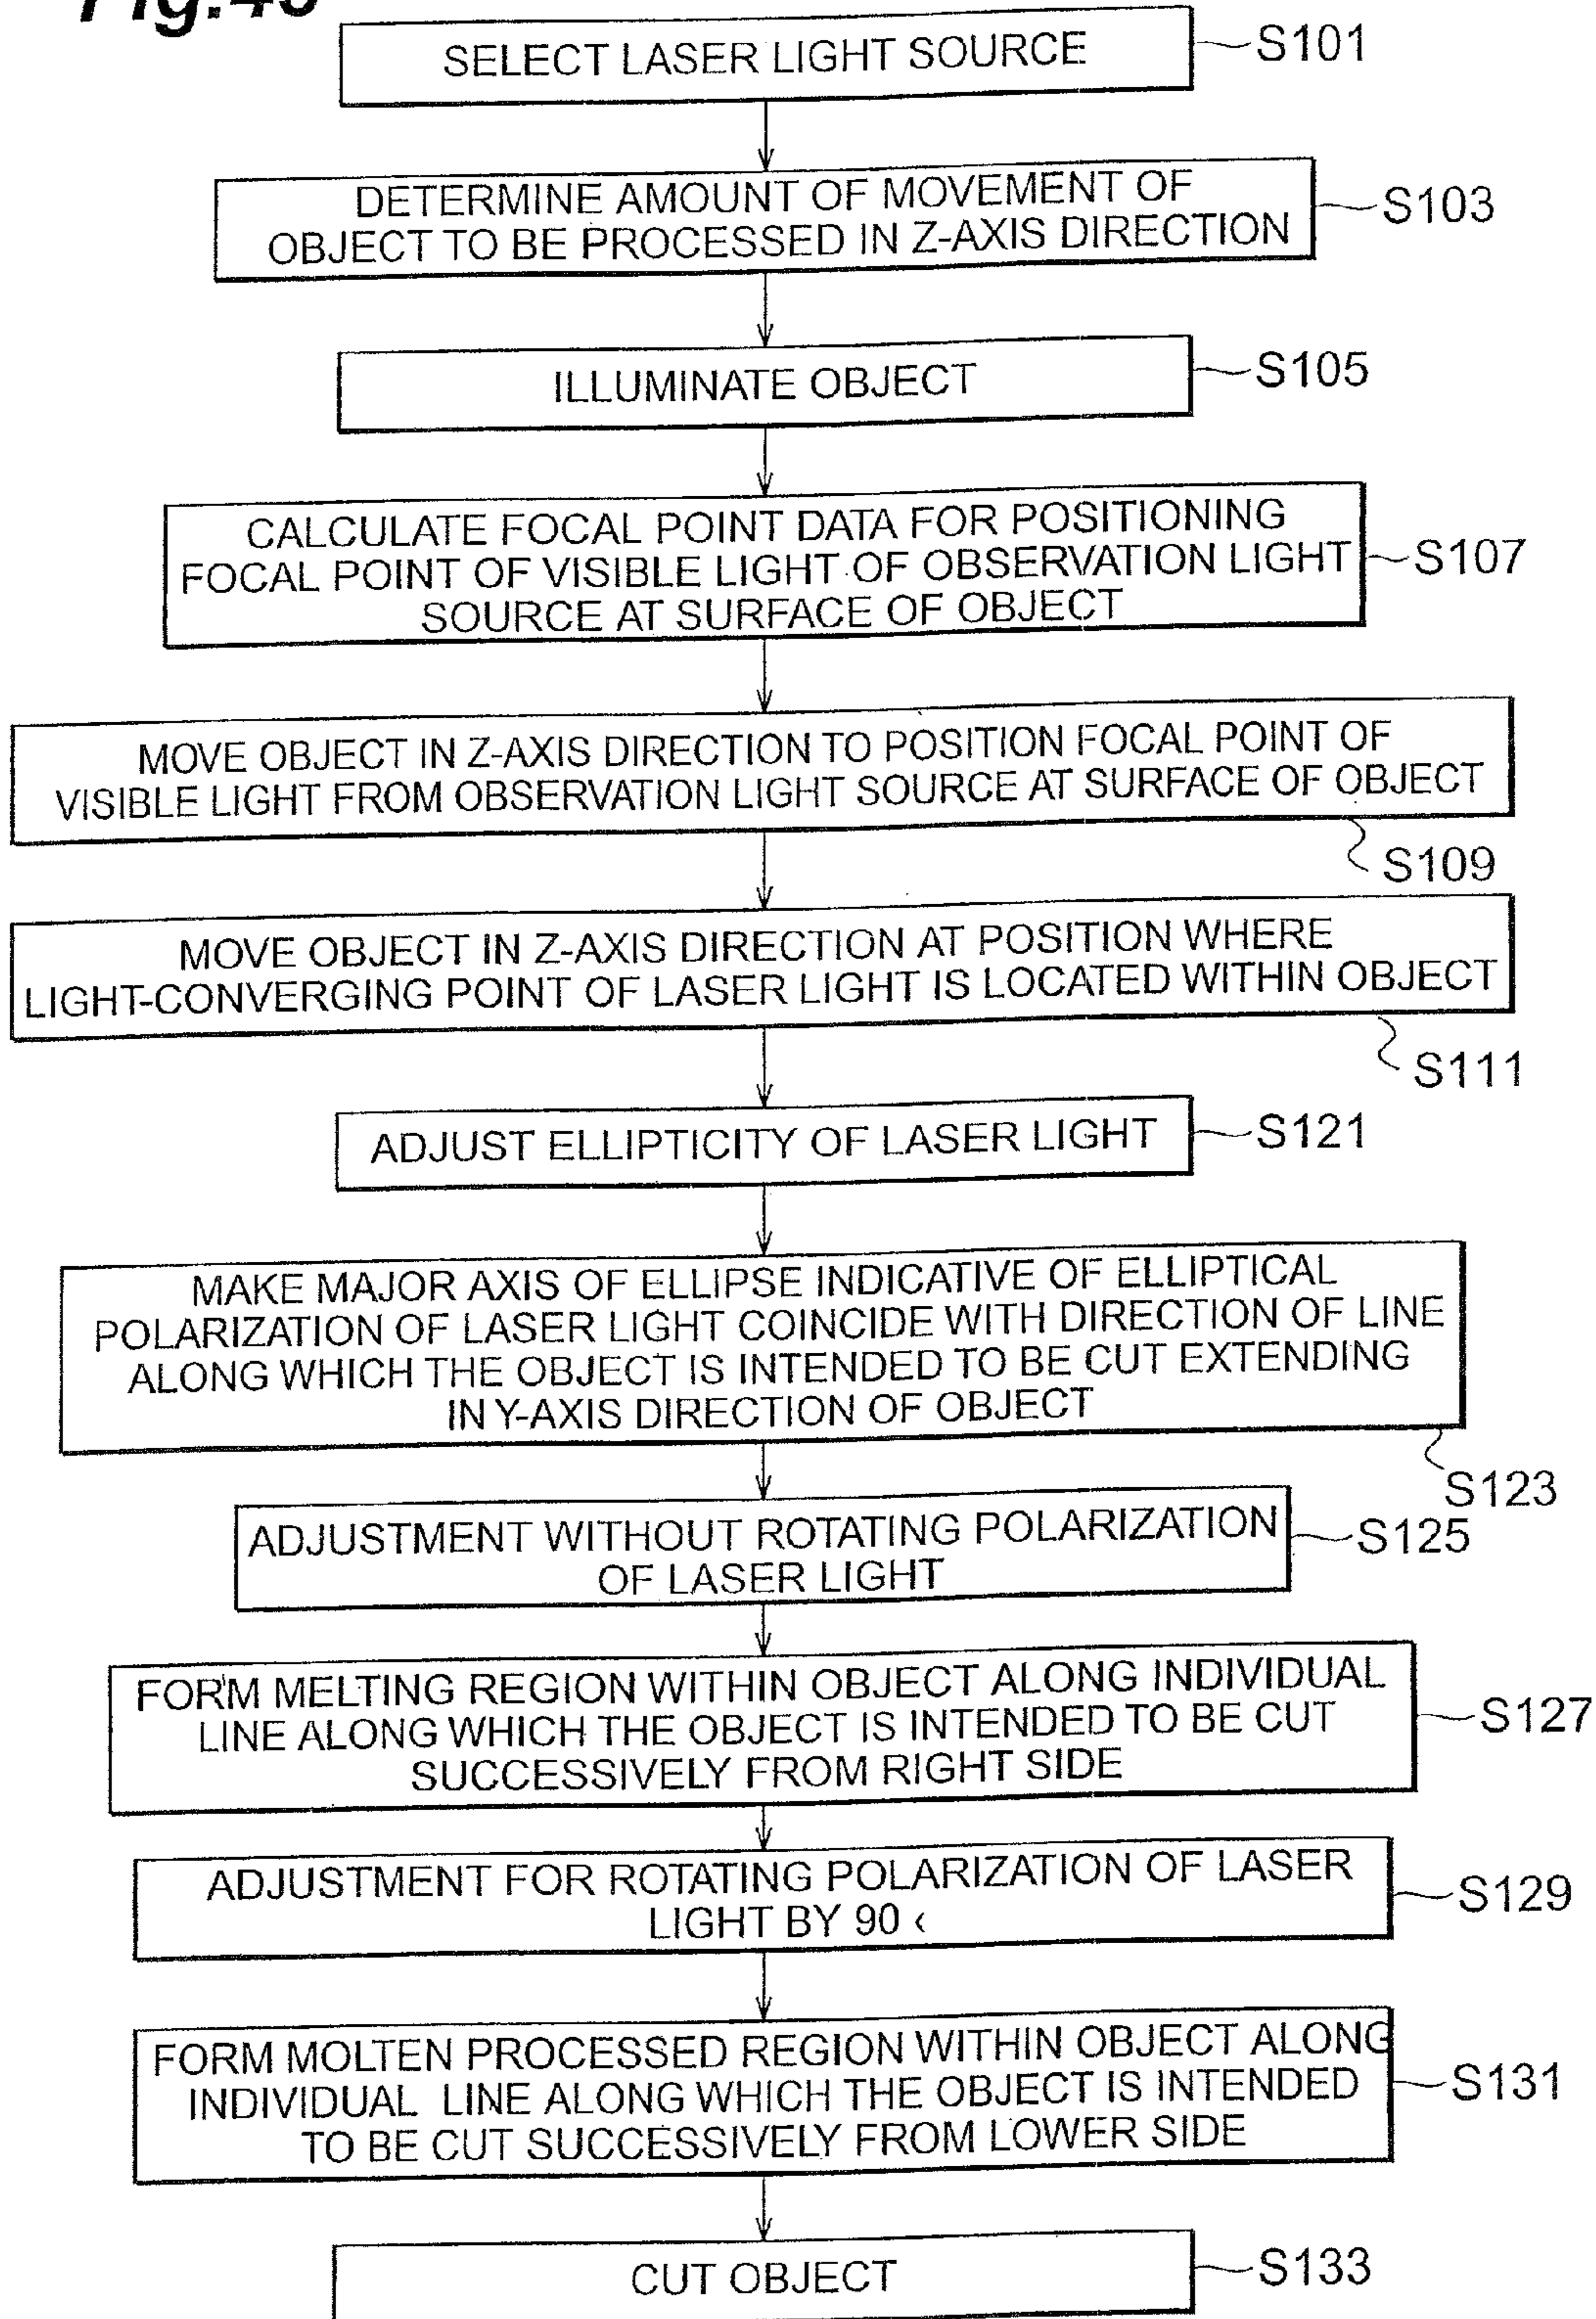 SELECT LASER LIGHT SOURCE
S101
DETERMINE AMOUNT OF MOVEMENT OF
OBJECT TO BE PROCESSED IN Z-AXIS DIRECTION
S103
ILLUMINATE OBJECT
S105
CALCULATE FOCAL POINT DATA FOR POSITIONING
FOCAL POINT OF VISIBLE LIGHT OF OBSERVATION LIGHT
SOURCE AT SURFACE OF OBJECT
S107
MOVE OBJECT IN Z-AXIS DIRECTION TO POSITION FOCAL POINT OF
VISIBLE LIGHT FROM OBSERVATION LIGHT SOURCE AT SURFACE OF OBJECT
S109
MOVE OBJECT IN Z-AXIS DIRECTION AT POSITION WHERE
LIGHT-CONVERGING POINT OF LASER LIGHT IS LOCATED WITHIN OBJECT
S111
ADJUST ELLIPTICITY OF LASER LIGHT
S121
MAKE MAJOR AXIS OF ELLIPSE INDICATIVE OF ELLIPTICAL
POLARIZATION OF LASER LIGHT COINCIDE WITH DIRECTION OF LINE
ALONG WHICH THE OBJECT IS INTENDED TO BE CUT EXTENDING
IN Y-AXIS DIRECTION OF OBJECT
S123
ADJUSTMENT WITHOUT ROTATING POLARIZATION
OF LASER LIGHT
S125
FORM MELTING REGION WITHIN OBJECT ALONG INDIVIDUAL
LINE ALONG WHICH THE OBJECT IS INTENDED TO BE CUT
SUCCESSIVELY FROM RIGHT SIDE
S127
ADJUSTMENT FOR ROTATING POLARIZATION OF LASER
LIGHT BY 90 ‹
S129
FORM MOLTEN PROCESSED REGION WITHIN OBJECT ALONG
INDIVIDUAL LINE ALONG WHICH THE OBJECT IS INTENDED
TO BE CUT SUCCESSIVELY FROM LOWER SIDE
S131
CUT OBJECT
S133